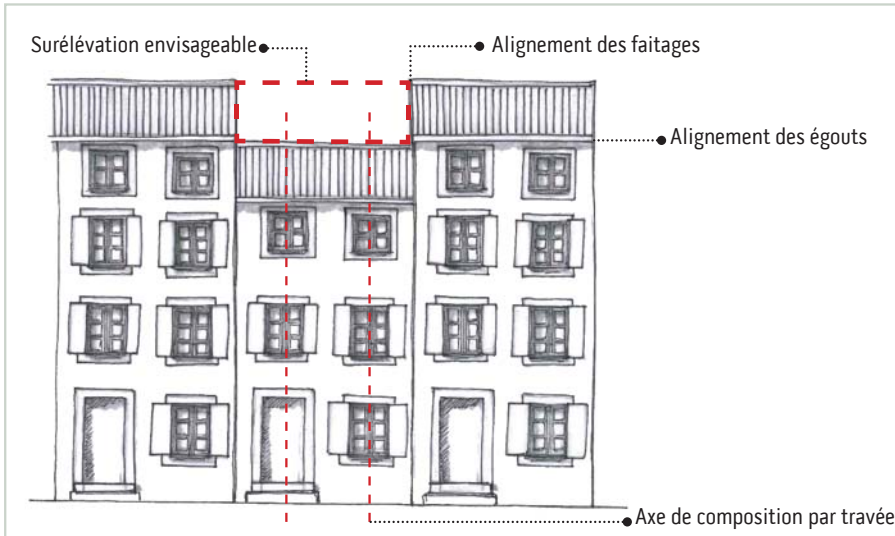 Surélévation envisageable
Alignement des faitages
Alignement des égouts
Axe de composition par travée